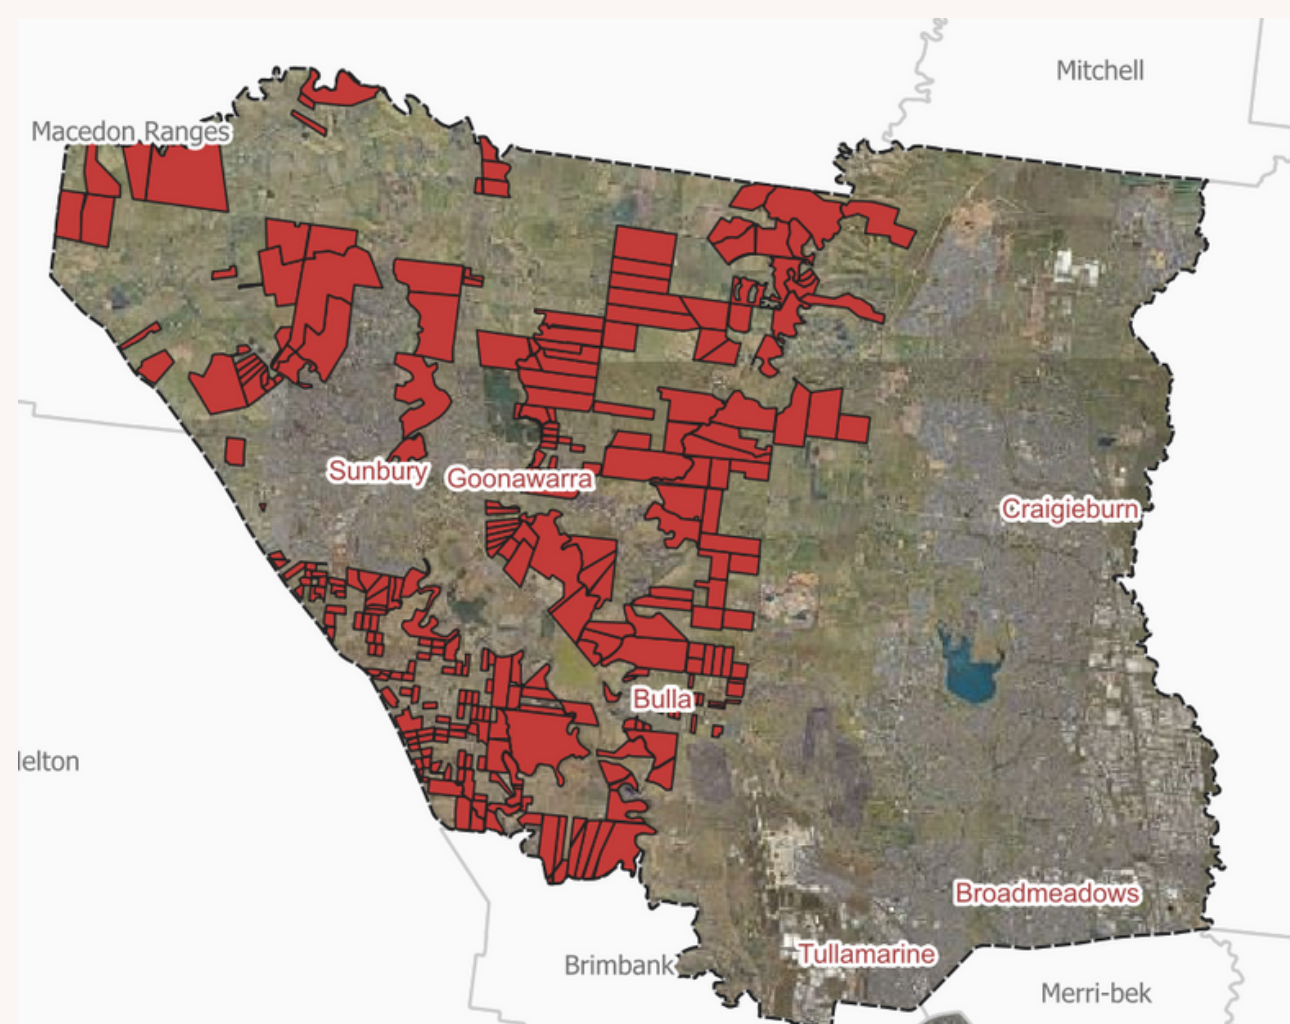 Mitchell
Macedon Ranges
Sunbury
Goonawarra
Craigieburn
Bulla
lelton
Broadmeadows
Tullamarine
Brimbank
Merri-bek